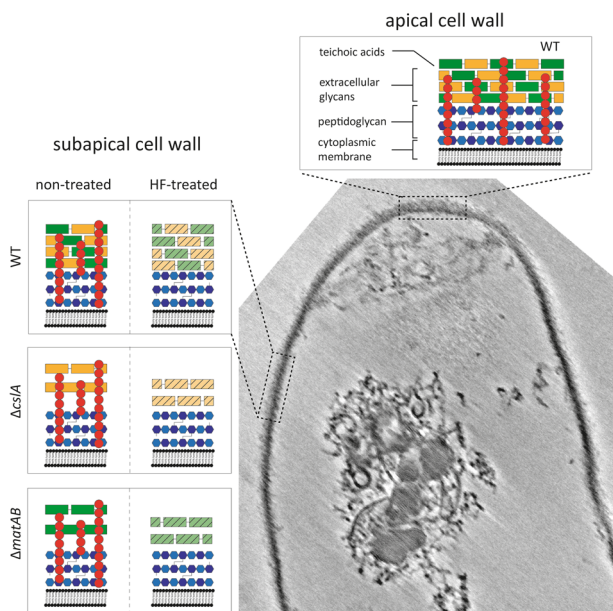 apical cell wall
WT
teichoic acids
extracellular
glycans
peptidoglycan
cytoplasmic
membrane
subapical cell wall
non-treated
HF-treated
WT
ΔcslA
ΔmatAB